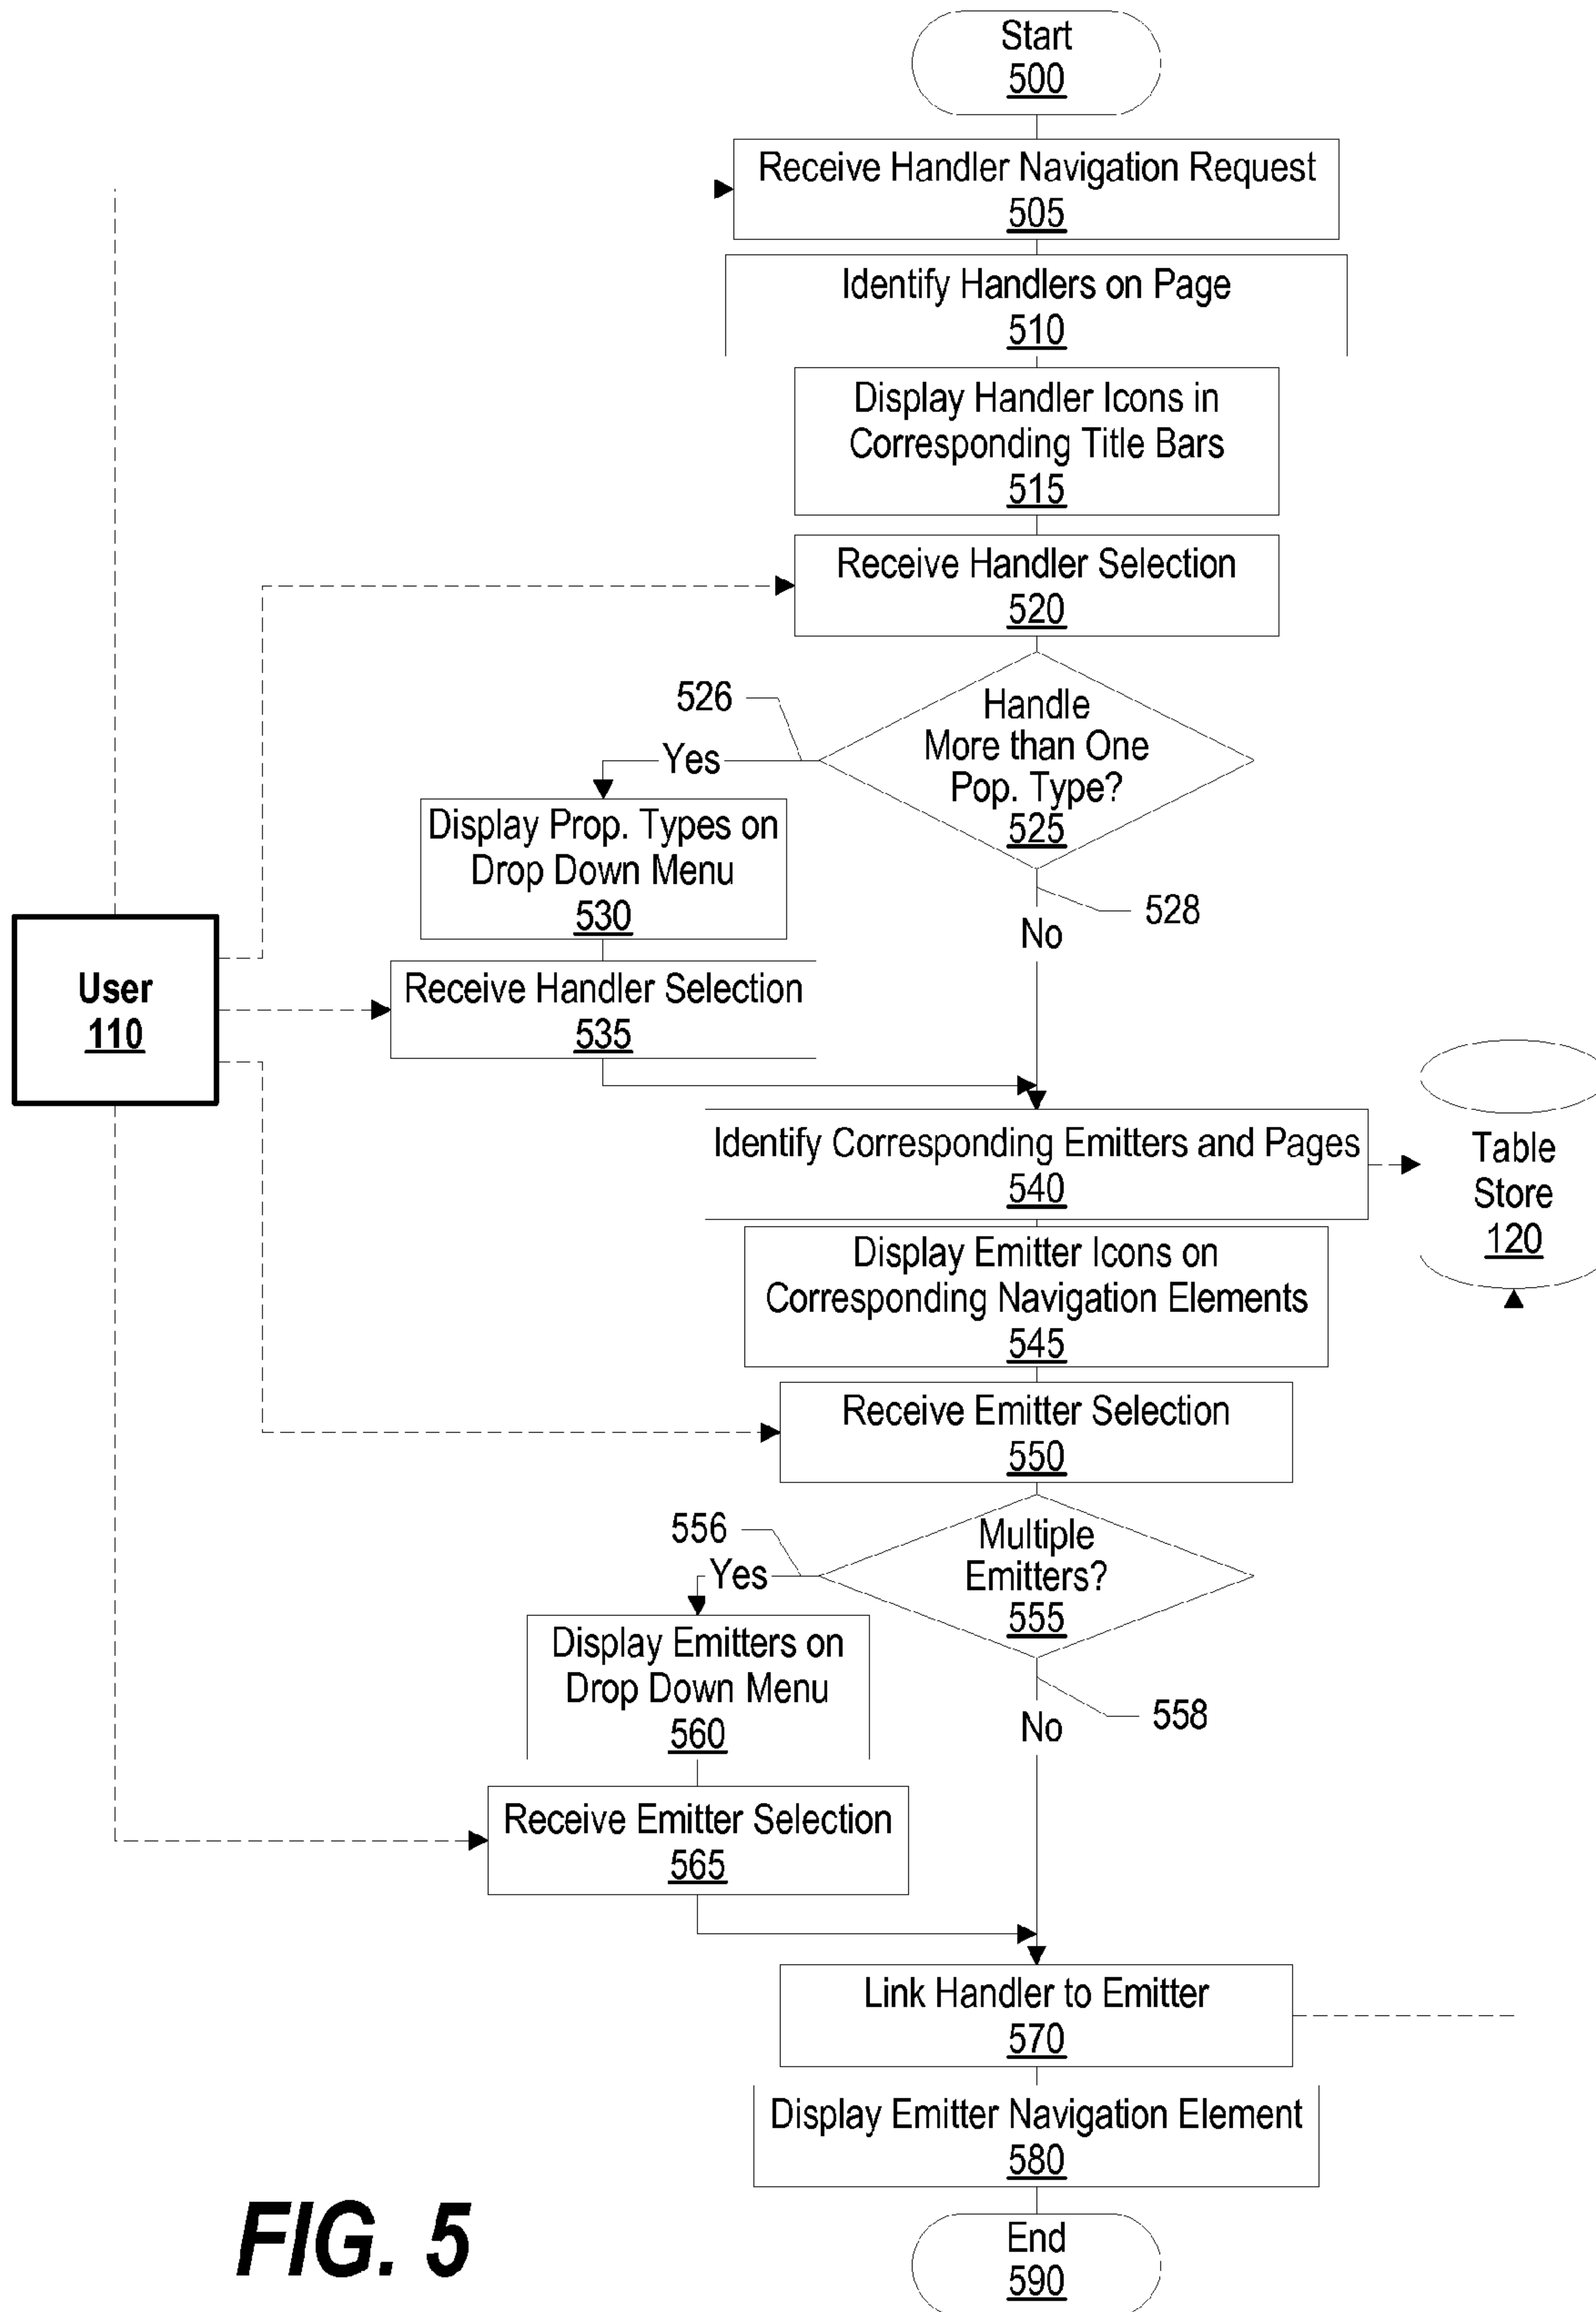 Start
500
Receive Handler Navigation Request
505
Identify Handlers on Page
510
Display Handler Icons in
Corresponding Title Bars
515
Receive Handler Selection
520
526
Handle
More than One
Pop. Type?
525
Yes
Display Prop. Types on
Drop Down Menu
530
528
No
User
110
Receive Handler Selection
535
Identify Corresponding Emitters and Pages
540
Table
Store
120
Display Emitter Icons on
Corresponding Navigation Elements
545
Receive Emitter Selection
550
556
Multiple
Emitters?
555
Yes
Display Emitters on
Drop Down Menu
560
558
No
Receive Emitter Selection
565
Link Handler to Emitter
570
Display Emitter Navigation Element
580
End
590
FIG. 5